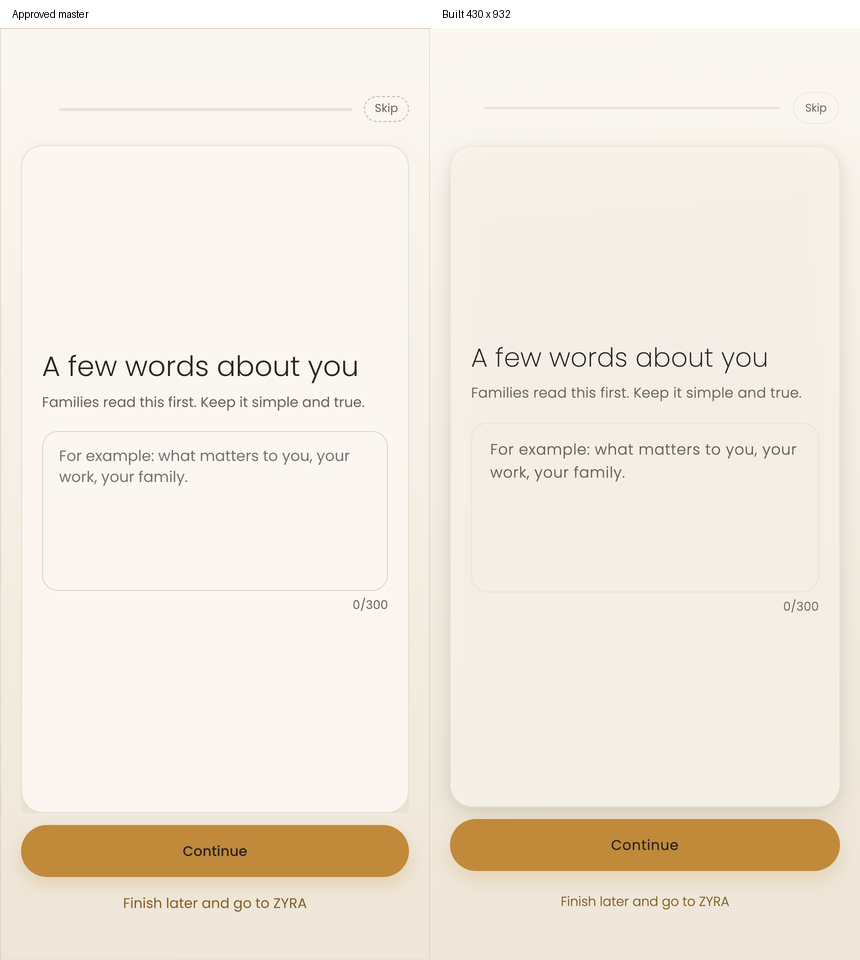 Approved master
Skip
A few words about you
Families read this first. Keep it simple and true.
For example: what matters to you, your
work, your family.
0/300
Continue
Finish later and go to ZYRA
Built 430 x 932
Skip
A few words about you
Families read this first. Keep it simple and true.
For example: what matters to you, your
work, your family.
0/300
Continue
Finish later and go to ZYRA